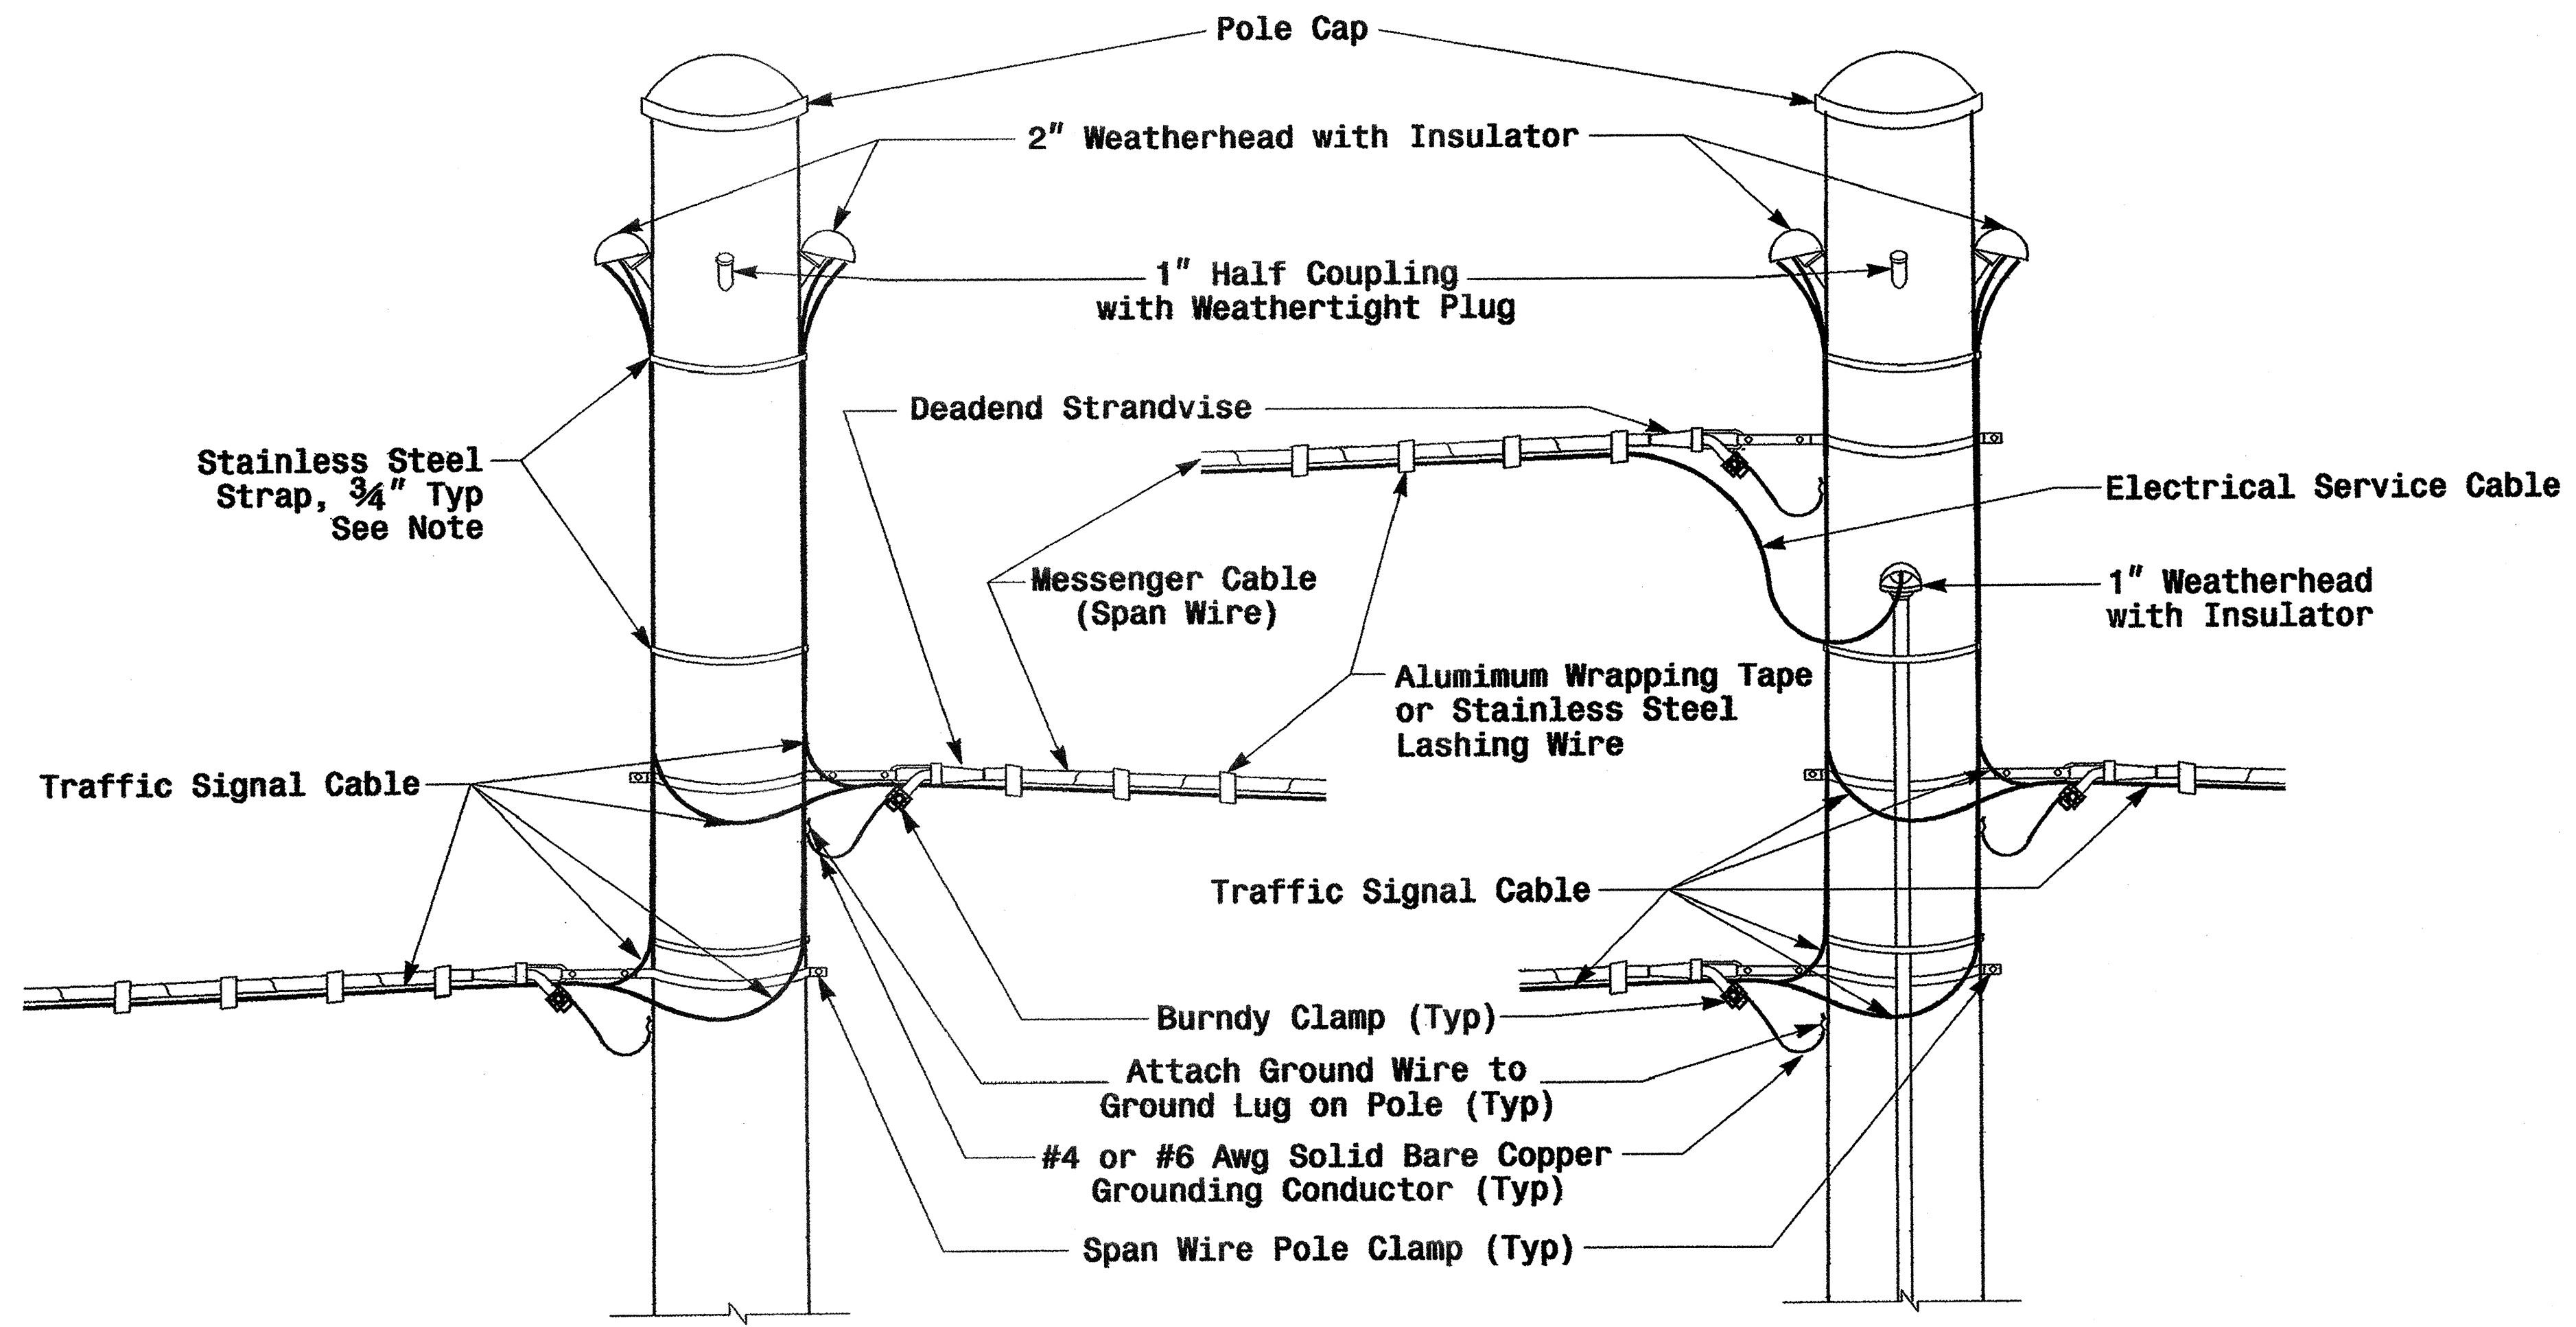 Pole Cap
2" Weatherhead with Insulator
1" Half Coupling
with Weathertight Plug
Deadend Strandvise
Stainless Steel
Strap, ¾" Typ
See Note
Electrical Service Cable
Messenger Cable
(Span Wire)
1" Weatherhead
with Insulator
Alumimum Wrapping Tape
or Stainless Steel
Lashing Wire
Traffic Signal Cable
Traffic Signal Cable
Burndy Clamp (Typ)
Attach Ground Wire to
Ground Lug on Pole (Typ)
#4 or #6 Awg Solid Bare Copper
Grounding Conductor (Typ)
Span Wire Pole Clamp (Typ)